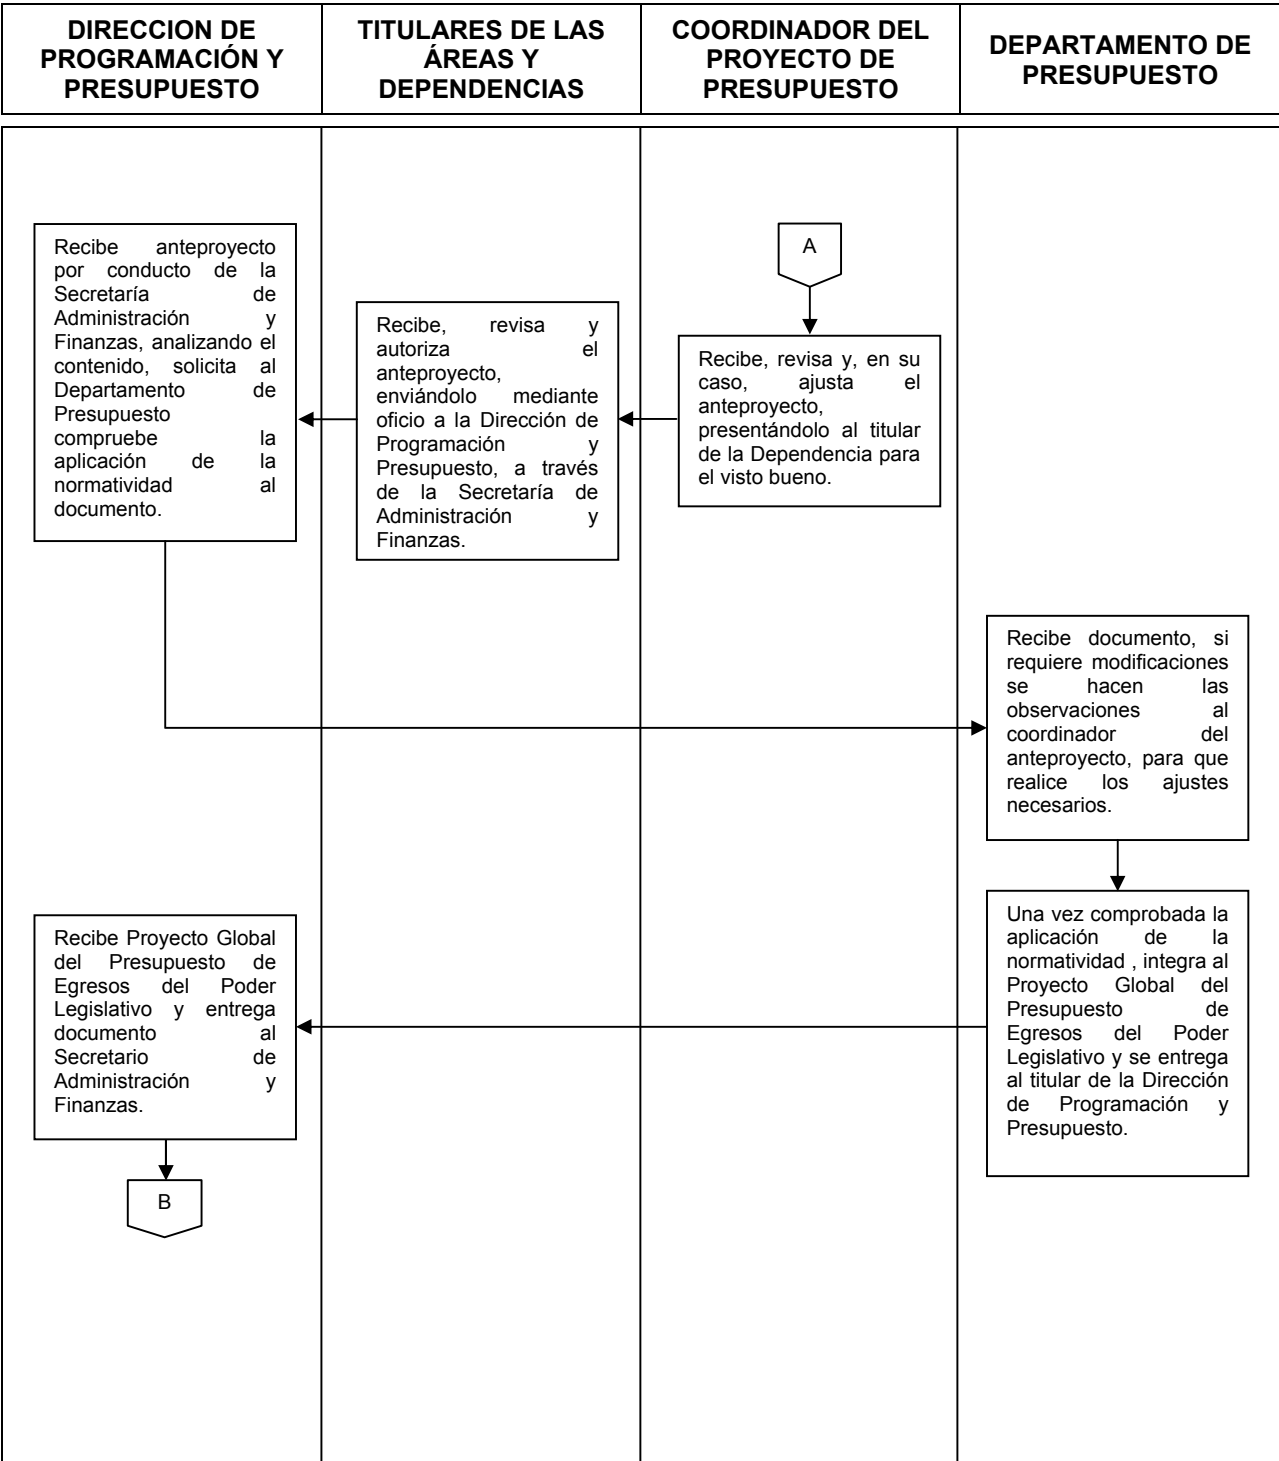 DIRECCION DE
PROGRAMACIÓN Y
PRESUPUESTO
TITULARES DE LAS
ÁREAS Y
DEPENDENCIAS
COORDINADOR DEL
PROYECTO DE
PRESUPUESTO
DEPARTAMENTO DE
PRESUPUESTO
A
Recibe, revisa y, en su
caso, ajusta el
anteproyecto,
presentándolo al titular
de la Dependencia para
el visto bueno.
Recibe, revisa y
autoriza el
anteproyecto,
enviándolo mediante
oficio a la Dirección de
Programación y
Presupuesto, a través
de la Secretaría de
Administración y
Finanzas.
Recibe anteproyecto
por conducto de la
Secretaría de
Administración y
Finanzas, analizando el
contenido, solicita al
Departamento de
Presupuesto
compruebe la
aplicación de la
normatividad al
documento.
Recibe documento, si
requiere modificaciones
se hacen las
observaciones al
coordinador del
anteproyecto, para que
realice los ajustes
necesarios.
Una vez comprobada la
aplicación de la
normatividad , integra al
Proyecto Global del
Presupuesto de
Egresos del Poder
Legislativo y se entrega
al titular de la Dirección
de Programación y
Presupuesto.
Recibe Proyecto Global
del Presupuesto de
Egresos del Poder
Legislativo y entrega
documento al
Secretario de
Administración y
Finanzas.
B